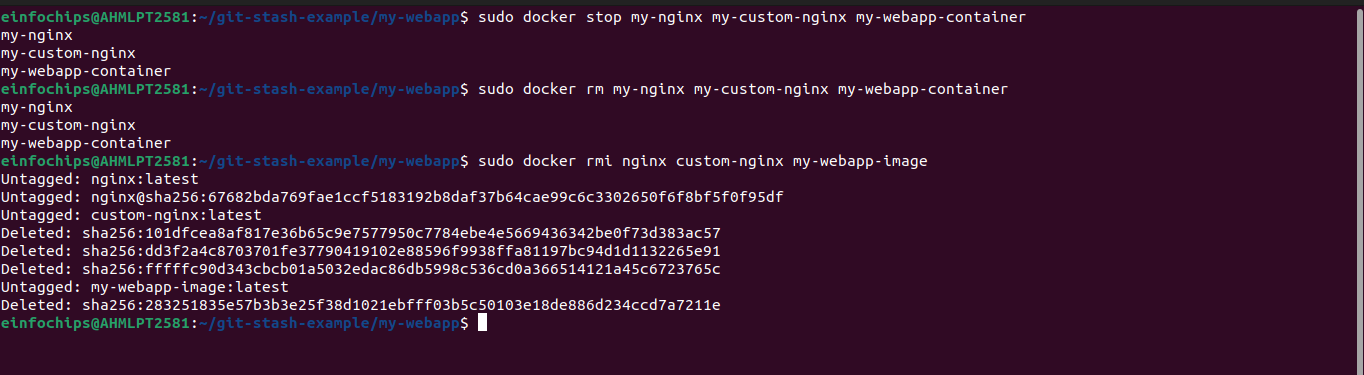 einfochips@AHMLPT2581:~/git-stash-example/my-webapp$ sudo docker stop my-nginx my-custom-nginx my-webapp-container
my-nginx
my-custom-nginx
my-webapp-container
einfochips@AHMLPT2581:~/git-stash-example/my-webapp$ sudo docker rm my-nginx my-custom-nginx my-webapp-container
my-nginx
my-custom-nginx
my-webapp-container
einfochips@AHMLPT2581:~/git-stash-example/my-webapp$ sudo docker rmi nginx custom-nginx my-webapp-image
Untagged: nginx:latest
Untagged: nginx@sha256:67682bda769fae1ccf5183192b8daf37b64cae99c6c3302650f6f8bf5f0f95df
Untagged: custom-nginx:latest
Deleted: sha256:101dfcea8af817e36b65c9e7577950c7784ebe4e5669436342be0f73d383ac57
Deleted: sha256:dd3f2a4c8703701fe37790419102e88596f9938ffa81197bc94d1d1132265e91
Deleted: sha256:fffffc90d343cbcb01a5032edac86db5998c536cd0a366514121a45c6723765c
Untagged: my-webapp-image:latest
Deleted: sha256:283251835e57b3b3e25f38d1021ebfff03b5c50103e18de886d234ccd7a7211e
einfochips@AHMLPT2581:~/git-stash-example/my-webapp$